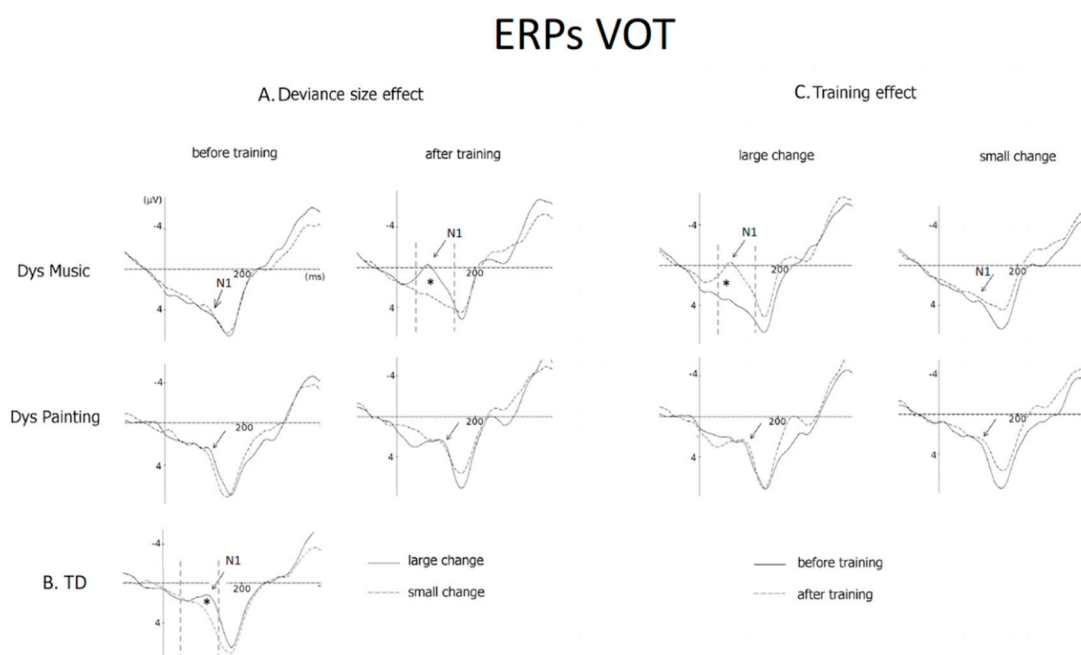 ERPs VOT
A. Deviance size effect
C. Training effect
before training
after training
large change
small change
Dys Music
(µV)
-4
4
200
(ms)
N1
-4
4
200
N1
*
-4
4
200
N1
*
-4
4
200
N1
Dys Painting
-4
4
200
-4
4
200
-4
4
200
-4
4
200
B. TD
-4
4
200
N1
*
large change
small change
before training
after training